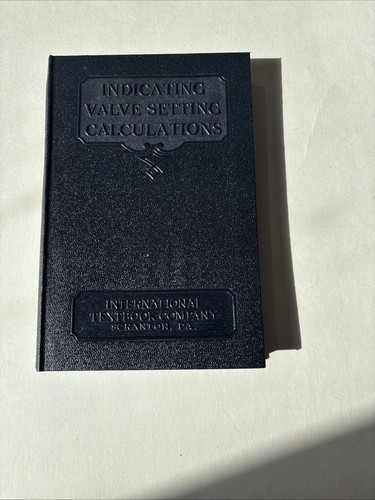 INDICATING
VALVE SETTING
CALCULATIONS
INTERNATIONAL
TEXTBOOK COMPANY
SCRANTON, PA.